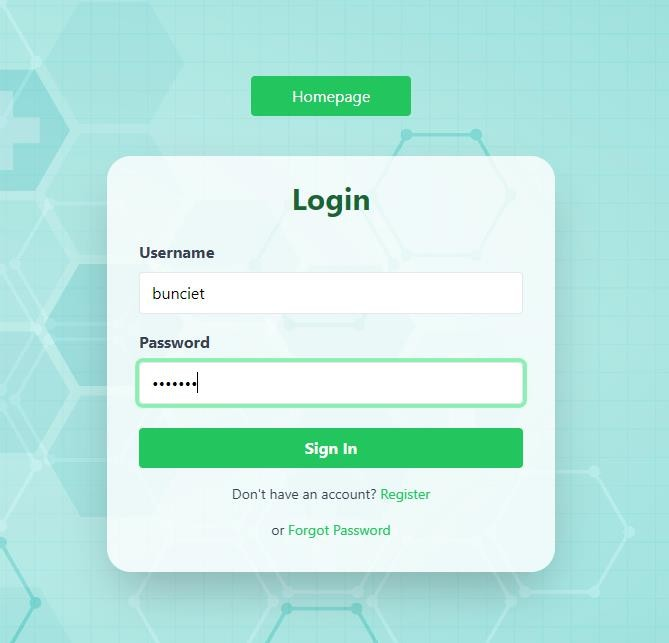 Homepage
Login
Username
bunciet
Password
•••••••
Sign In
Don't have an account? Register
or Forgot Password